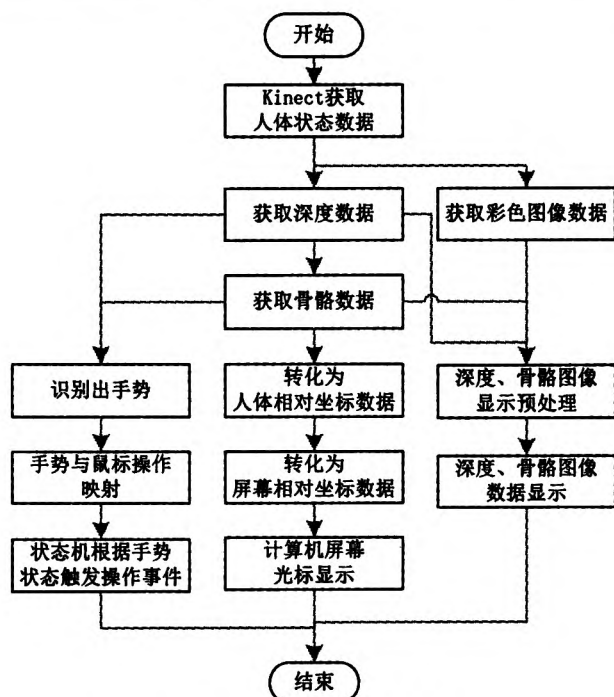 开始
Kinect获取
人体状态数据
获取深度数据
获取彩色图像数据
获取骨骼数据
识别出手势
转化为
人体相对坐标数据
深度、骨骼图像
显示预处理
手势与鼠标操作
映射
转化为
屏幕相对坐标数据
深度、骨骼图像
数据显示
状态机根据手势
状态触发操作事件
计算机屏幕
光标显示
结束